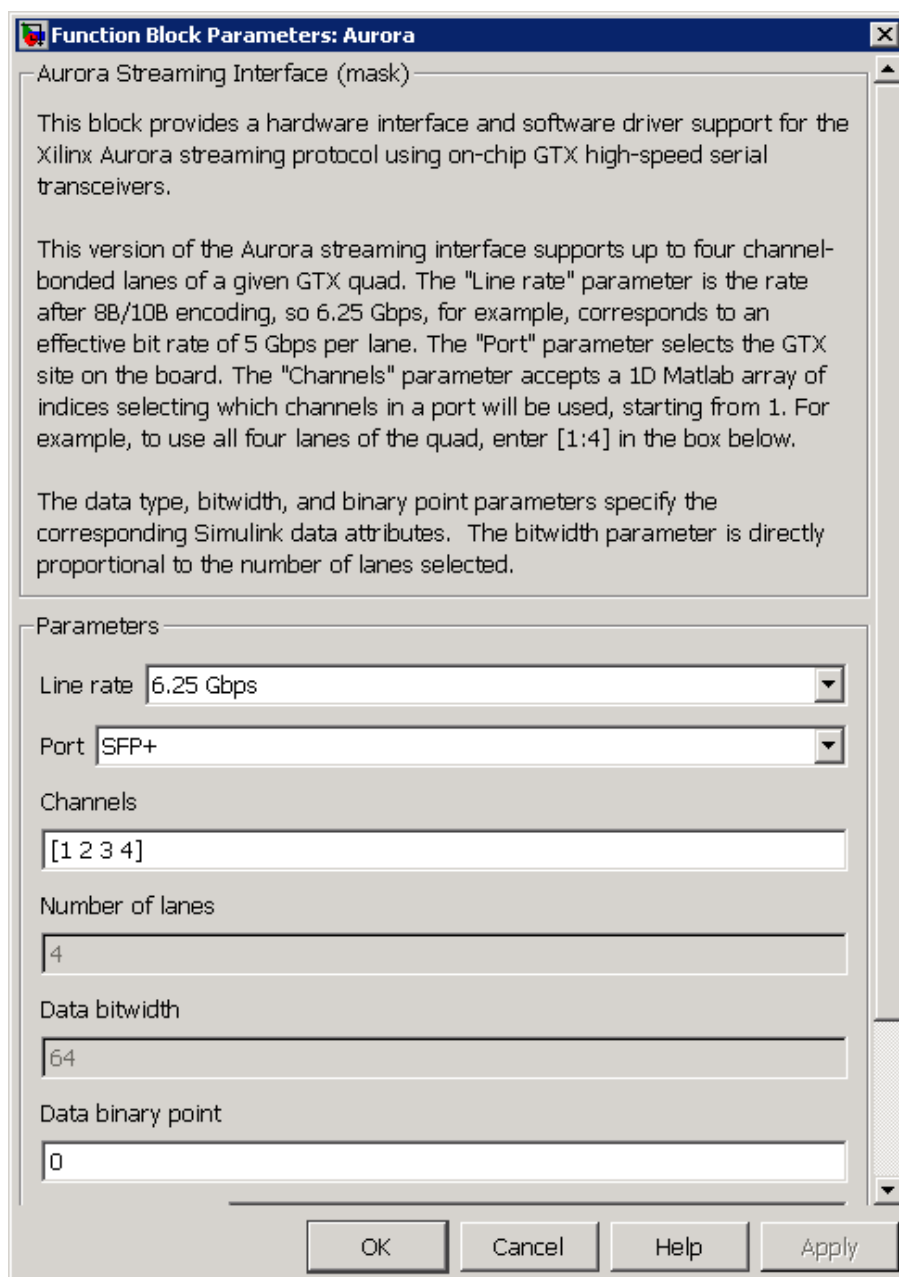 Function Block Parameters: Aurora
Aurora Streaming Interface (mask)
This block provides a hardware interface and software driver support for the
Xilinx Aurora streaming protocol using on-chip GTX high-speed serial
transceivers.
This version of the Aurora streaming interface supports up to four channel-
bonded lanes of a given GTX quad. The "Line rate" parameter is the rate
after 8B/10B encoding, so 6.25 Gbps, for example, corresponds to an
effective bit rate of 5 Gbps per lane. The "Port" parameter selects the GTX
site on the board. The "Channels" parameter accepts a 1D Matlab array of
indices selecting which channels in a port will be used, starting from 1. For
example, to use all four lanes of the quad, enter [1:4] in the box below.
The data type, bitwidth, and binary point parameters specify the
corresponding Simulink data attributes.  The bitwidth parameter is directly
proportional to the number of lanes selected.
Parameters
Line rate 6.25 Gbps
Port SFP+
Channels
[1 2 3 4]
Number of lanes
4
Data bitwidth
64
Data binary point
0
OK Cancel Help Apply